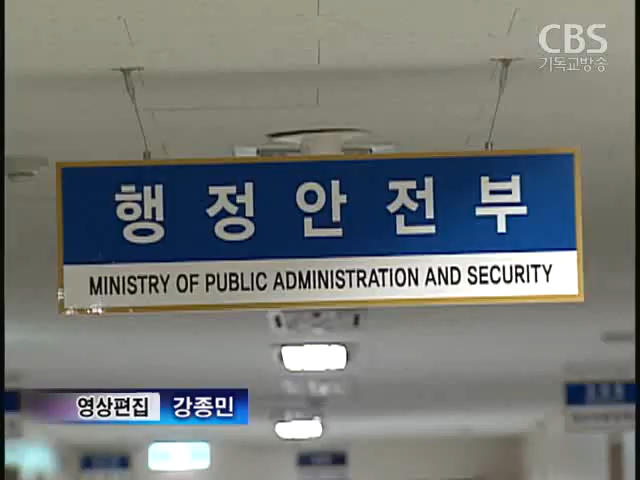 CBS
기독교방송
행정안전부
MINISTRY OF PUBLIC ADMINISTRATION AND SECURITY
영상편집 강종민